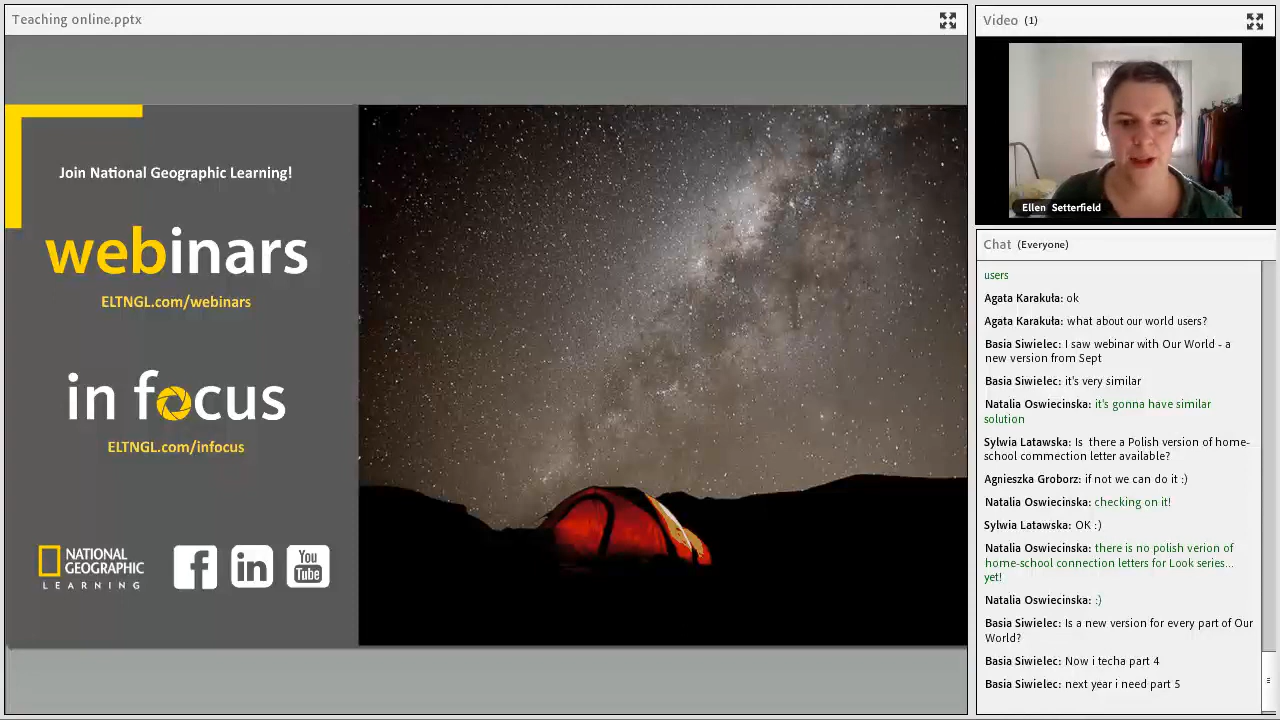 Teaching online.pptx
Join National Geographic Learning!
webinars
ELTNGL.com/webinars
in focus
ELTNGL.com/infocus
NATIONAL
GEOGRAPHIC
LEARNING
f
in
You
Tube
Video (1)
Ellen Setterfield
Chat (Everyone)
users
Agata Karakuła: ok
Agata Karakuła: what about our world users?
Basia Siwielec: I saw webinar with Our World - a
new version from Sept
Basia Siwielec: it's very similar
Natalia Oswiecinska: it's gonna have similar
solution
Sylwia Latawska: Is there a Polish version of home-
school commection letter available?
Agnieszka Groborz: if not we can do it :)
Natalia Oswiecinska: checking on it!
Sylwia Latawska: OK :)
Natalia Oswiecinska: there is no polish verion of
home-school connection letters for Look series...
yet!
Natalia Oswiecinska: :)
Basia Siwielec: Is a new version for every part of Our
World?
Basia Siwielec: Now i techa part 4
Basia Siwielec: next year i need part 5